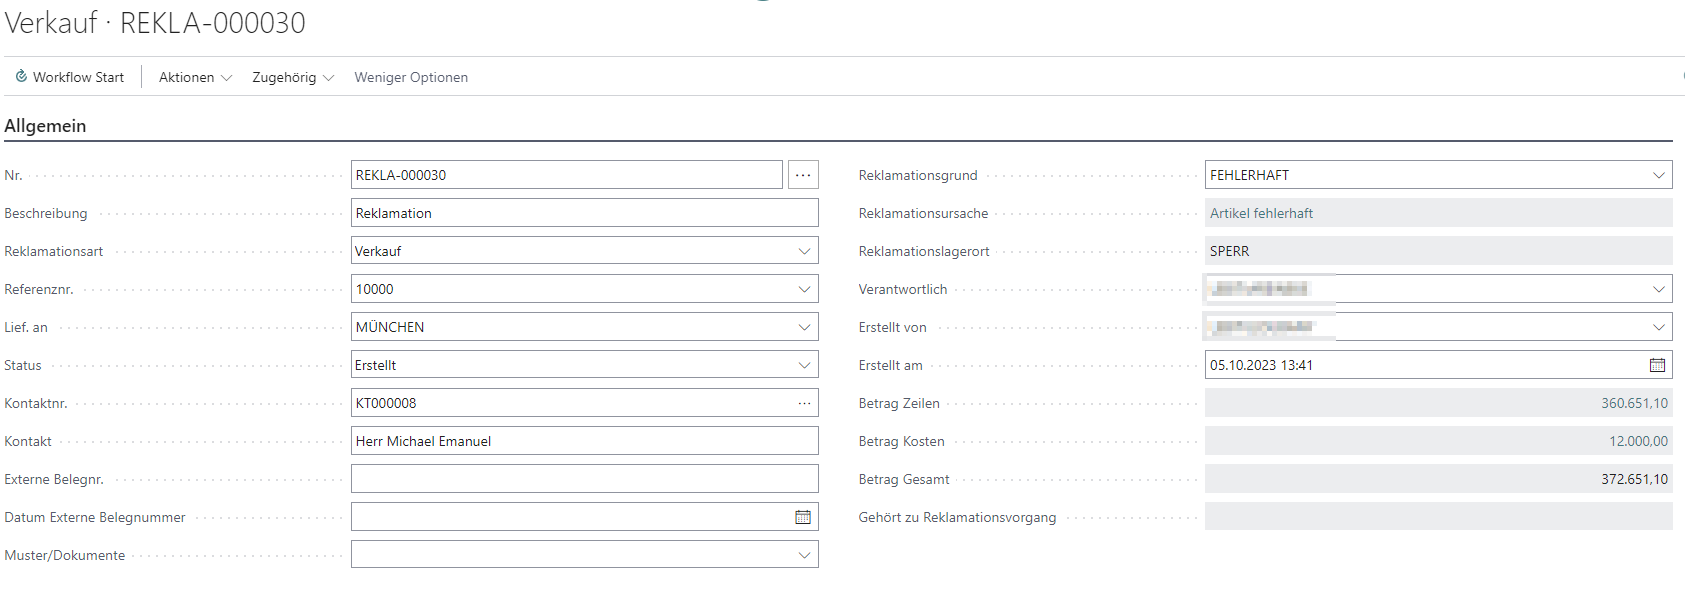 Verkauf · REKLA-000030
Workflow Start Aktionen Zugehörig Weniger Optionen
Allgemein
Nr. REKLA-000030
Beschreibung Reklamation
Reklamationsart Verkauf
Referenznr. 10000
Lief. an MÜNCHEN
Status Erstellt
Kontaktnr. KT000008
Kontakt Herr Michael Emanuel
Externe Belegnr.
Datum Externe Belegnummer
Muster/Dokumente
Reklamationsgrund FEHLERHAFT
Reklamationsursache Artikel fehlerhaft
Reklamationslagerort SPERR
Verantwortlich
Erstellt von
Erstellt am 05.10.2023 13:41
Betrag Zeilen 360.651,10
Betrag Kosten 12.000,00
Betrag Gesamt 372.651,10
Gehört zu Reklamationsvorgang